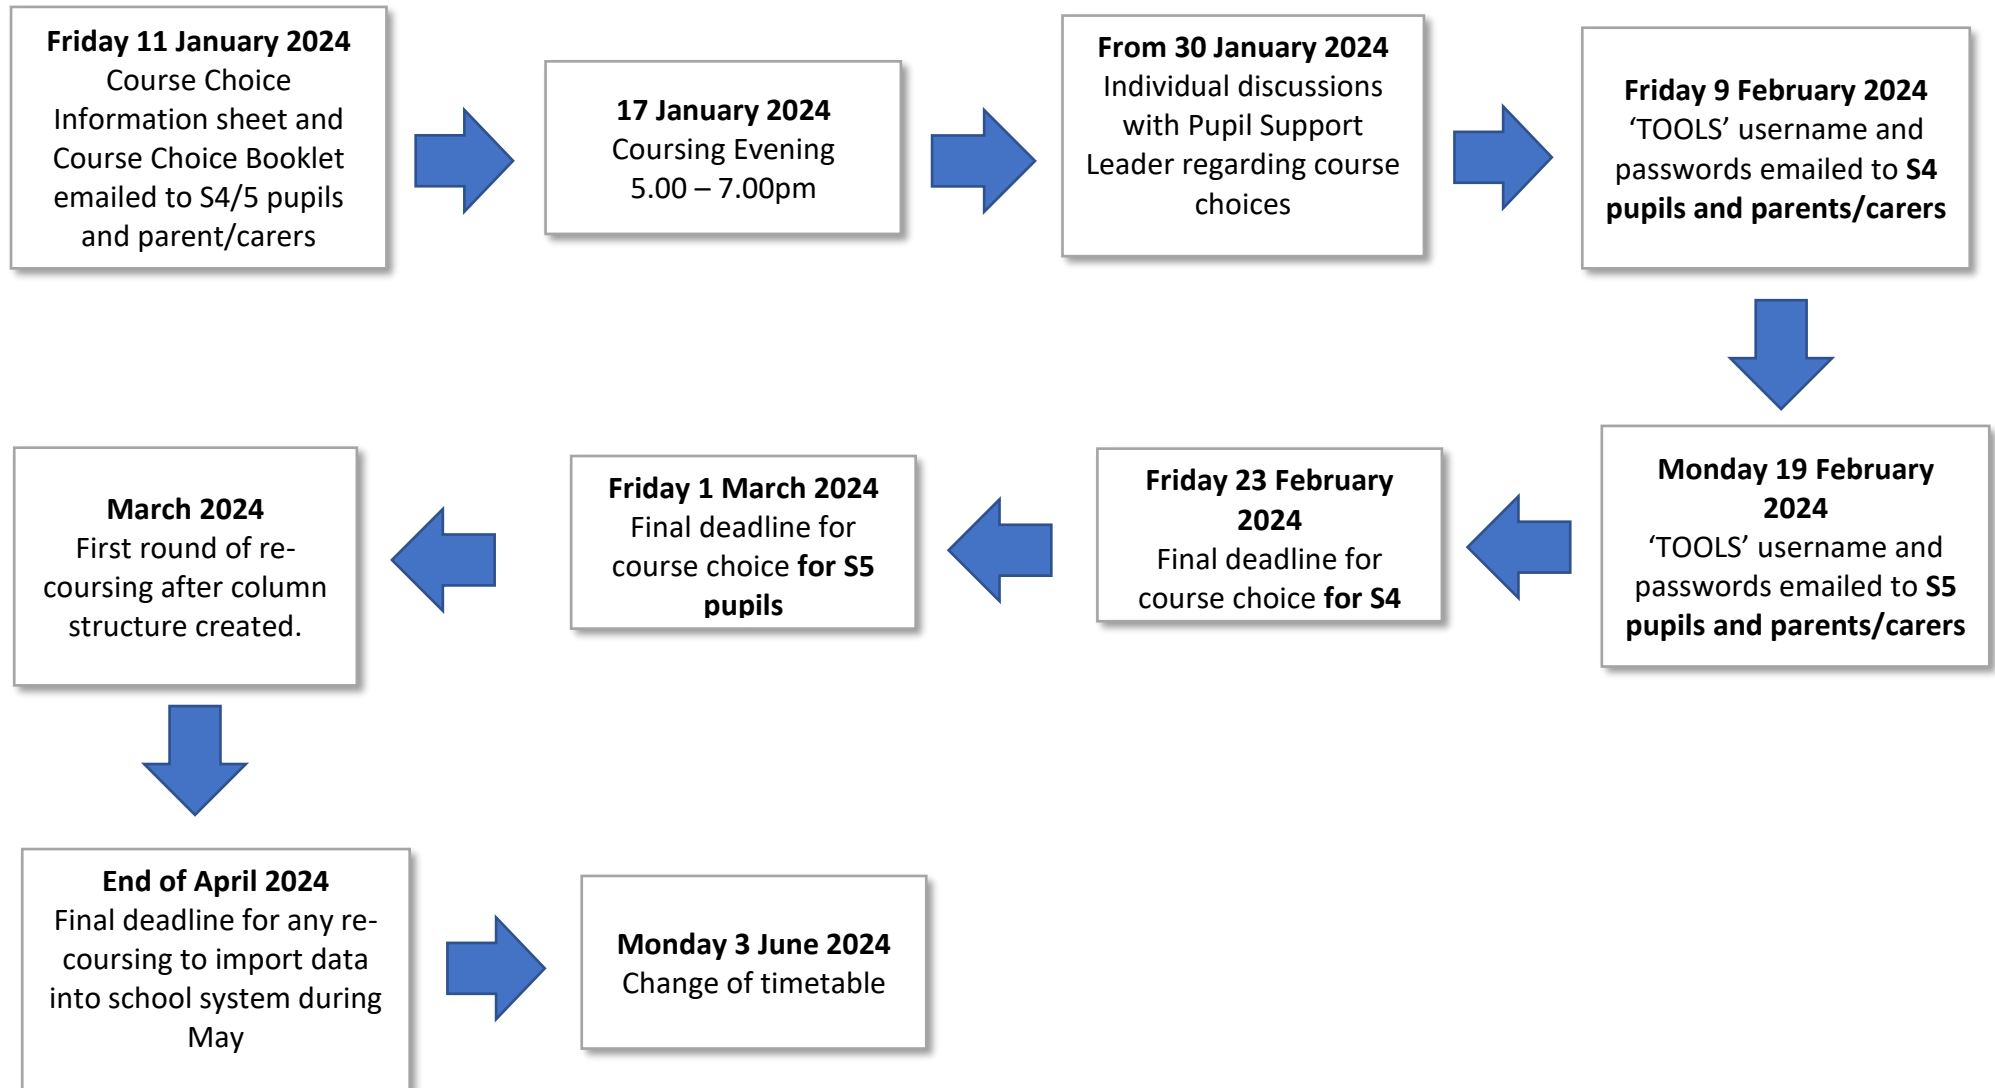 Friday 11 January 2024
Course Choice
Information sheet and
Course Choice Booklet
emailed to S4/5 pupils
and parent/carers
17 January 2024
Coursing Evening
5.00 – 7.00pm
From 30 January 2024
Individual discussions
with Pupil Support
Leader regarding course
choices
Friday 9 February 2024
‘TOOLS’ username and
passwords emailed to S4
pupils and parents/carers
Monday 19 February
2024
‘TOOLS’ username and
passwords emailed to S5
pupils and parents/carers
Friday 23 February
2024
Final deadline for
course choice for S4
Friday 1 March 2024
Final deadline for
course choice for S5
pupils
March 2024
First round of re-
coursing after column
structure created.
End of April 2024
Final deadline for any re-
coursing to import data
into school system during
May
Monday 3 June 2024
Change of timetable